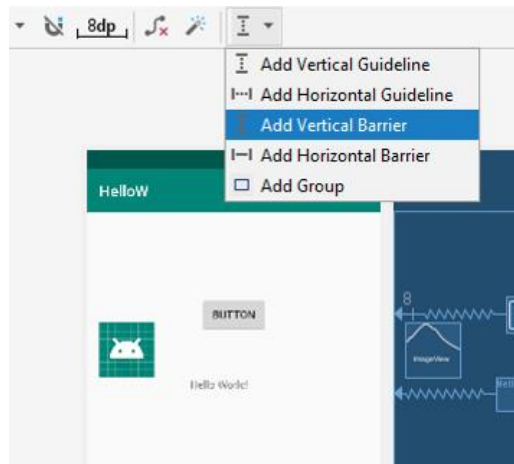 8dp
Add Vertical Guideline
Add Horizontal Guideline
Add Vertical Barrier
Add Horizontal Barrier
Add Group
HelloW
8
BUTTON
ImageView
Hello World!
Hell